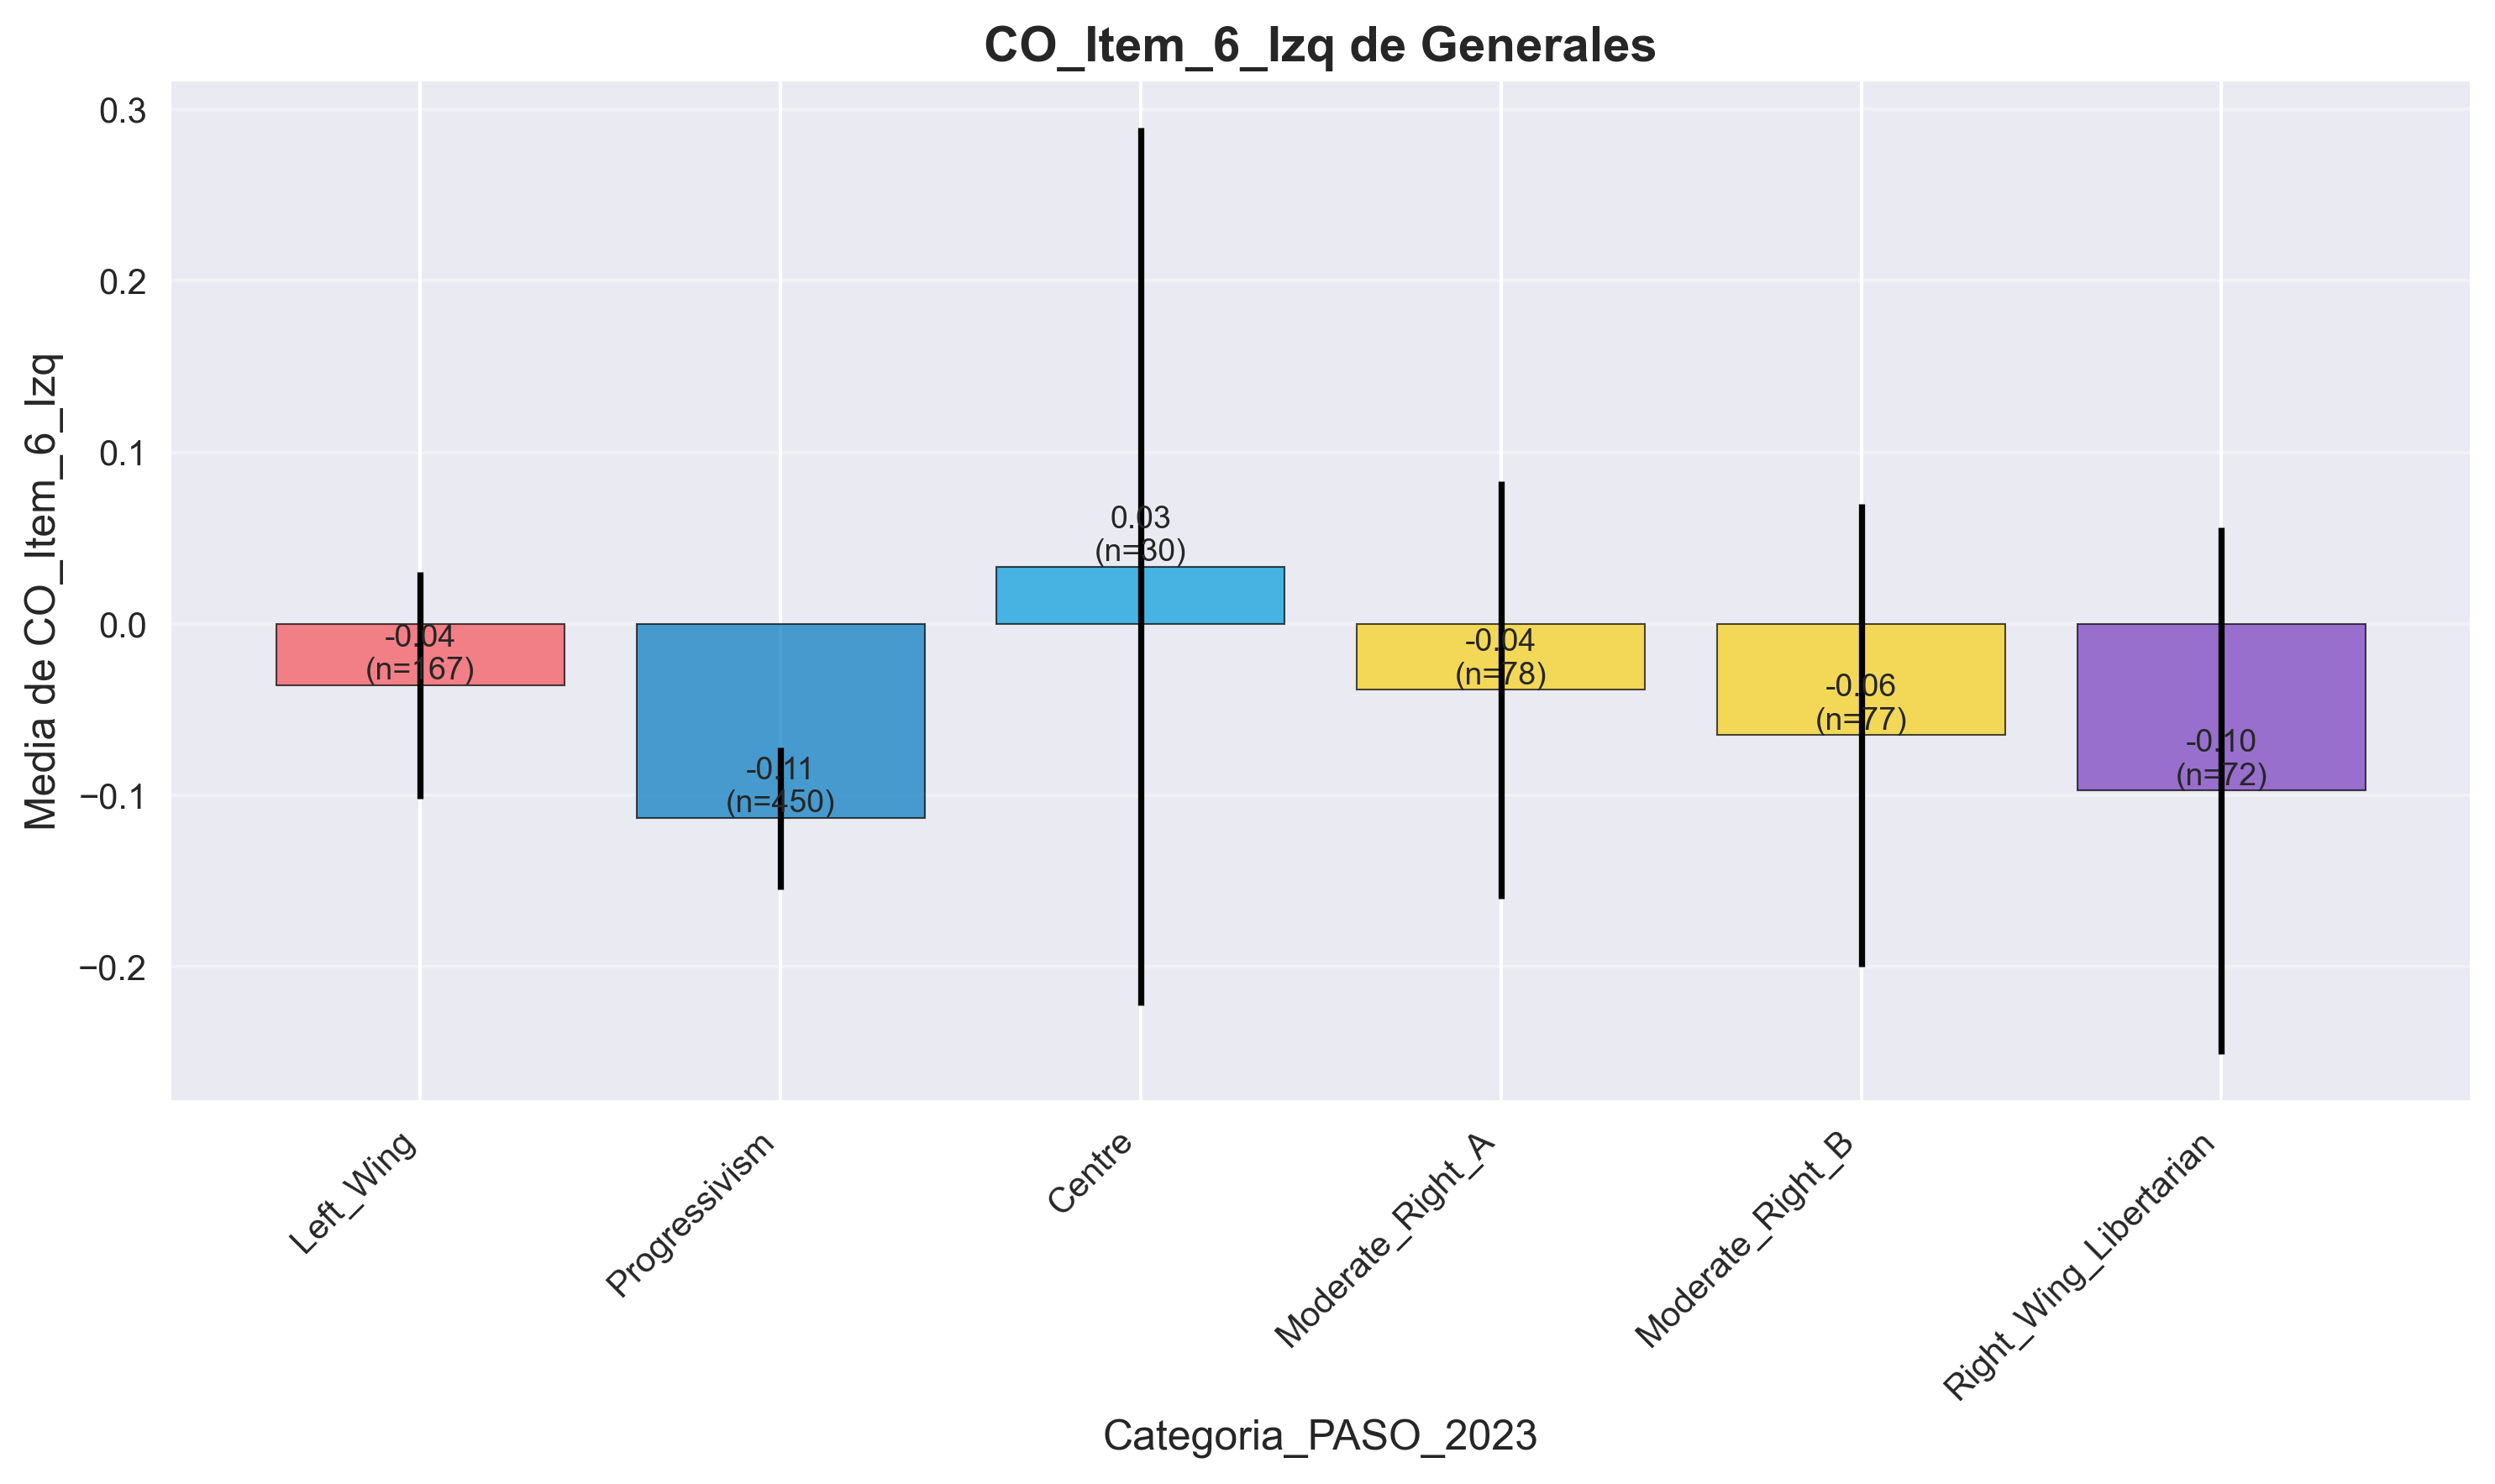 CO_Item_6_Izq de Generales
Media de CO_Item_6_Izq
0.3
0.2
0.1
0.0
−0.1
−0.2
-0.04
(n=167)
-0.11
(n=450)
0.03
(n=30)
-0.04
(n=78)
-0.06
(n=77)
-0.10
(n=72)
Left_Wing
Progressivism
Centre
Moderate_Right_A
Moderate_Right_B
Right_Wing_Libertarian
Categoria_PASO_2023